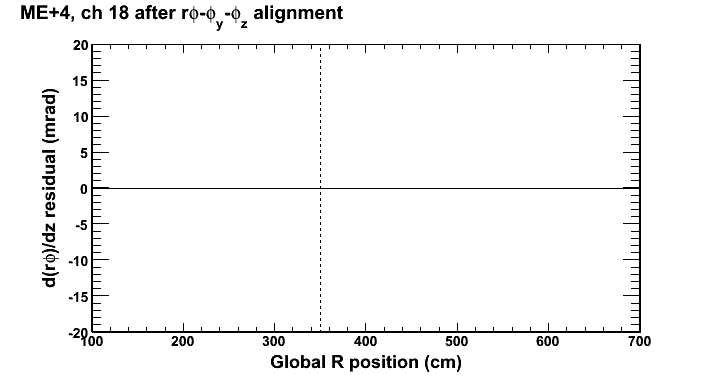 ME+4, ch 18 after rϕ-ϕy-ϕz alignment
20
15
10
5
0
-5
-10
-15
-20
d(rϕ)/dz residual (mrad)
100 200 300 400 500 600 700
Global R position (cm)